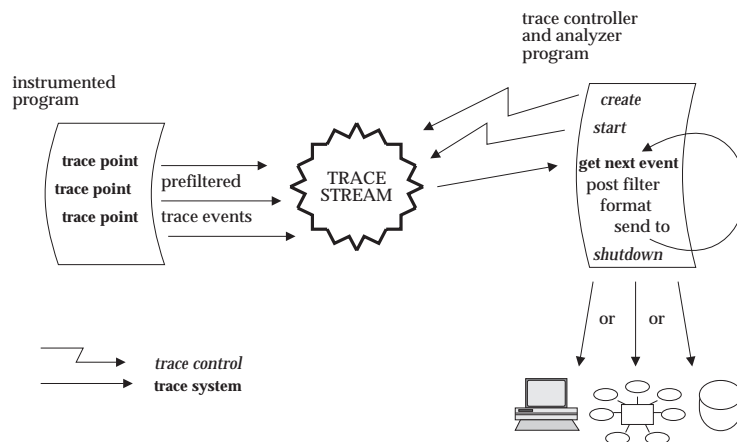 trace controller
and analyzer
program
instrumented
program
create
start
trace point
trace point
trace point
prefiltered
trace events
TRACE
STREAM
get next event
post filter
format
send to
shutdown
or
or
trace control
trace system